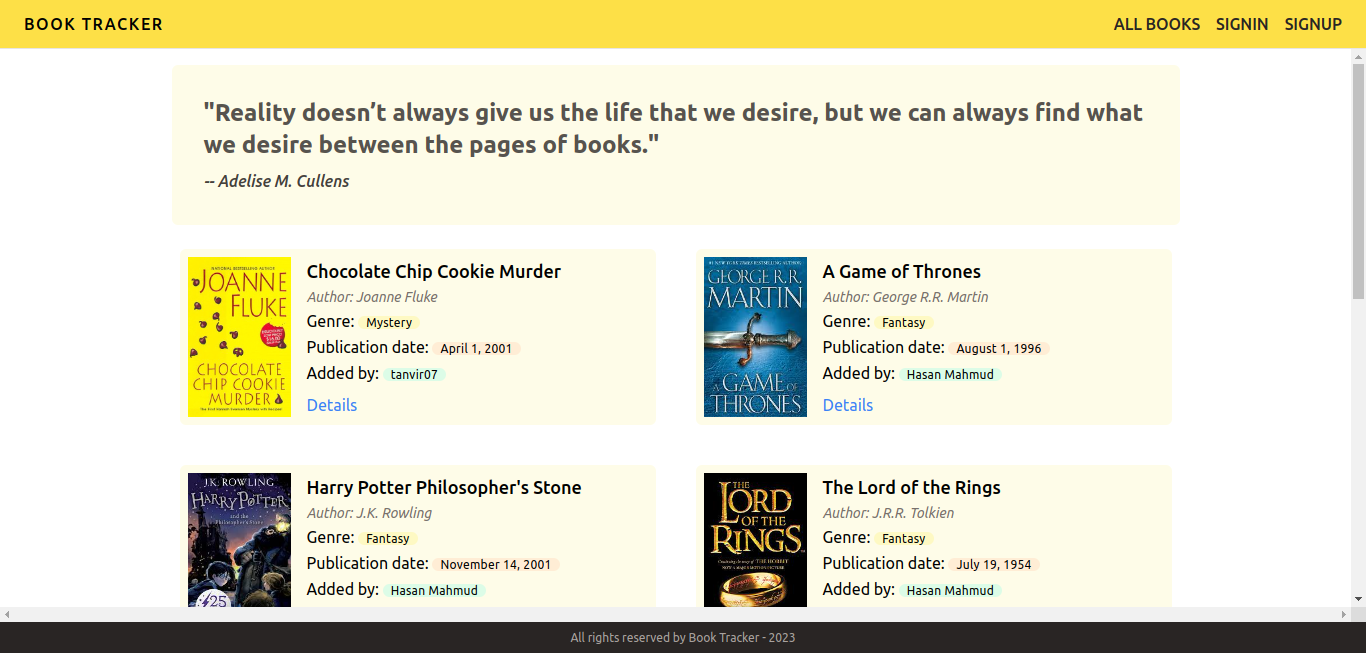 BOOK TRACKER
ALL BOOKS SIGNIN SIGNUP
"Reality doesn’t always give us the life that we desire, but we can always find what
we desire between the pages of books."
-- Adelise M. Cullens
NATIONAL BESTSELLING AUTHOR
JOANNE
FLUKE
CHOCOLATE
CHIP COOKIE
MURDER
Chocolate Chip Cookie Murder
Author: Joanne Fluke
Genre: Mystery
Publication date: April 1, 2001
Added by: tanvir07
Details
#1 NEW YORK TIMES BESTSELLING AUTHOR
GEORGE R.R.
MARTIN
A GAME OF
THRONES
A Game of Thrones
Author: George R.R. Martin
Genre: Fantasy
Publication date: August 1, 1996
Added by: Hasan Mahmud
Details
J.K. ROWLING
HARRY POTTER
and the
Philosopher's Stone
25
Harry Potter Philosopher's Stone
Author: J.K. Rowling
Genre: Fantasy
Publication date: November 14, 2001
Added by: Hasan Mahmud
THE
LORD
OF THE
RINGS
The Lord of the Rings
Author: J.R.R. Tolkien
Genre: Fantasy
Publication date: July 19, 1954
Added by: Hasan Mahmud
All rights reserved by Book Tracker - 2023